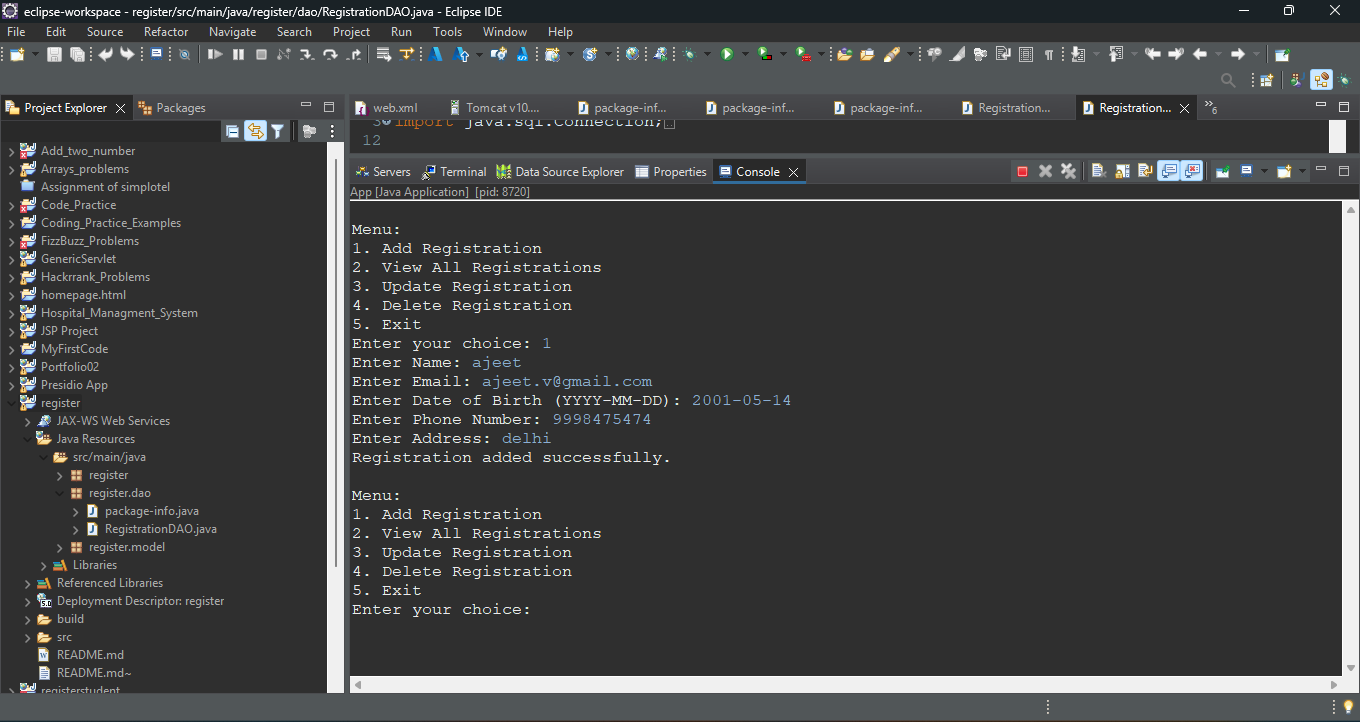 eclipse-workspace - register/src/main/java/register/dao/RegistrationDAO.java - Eclipse IDE
File Edit Source Refactor Navigate Search Project Run Tools Window Help
Project Explorer Packages
Add_two_number
Arrays_problems
Assignment of simplotel
Code_Practice
Coding_Practice_Examples
FizzBuzz_Problems
GenericServlet
Hackrrank_Problems
homepage.html
Hospital_Managment_System
JSP Project
MyFirstCode
Portfolio02
Presidio App
register
JAX-WS Web Services
Java Resources
src/main/java
register
register.dao
package-info.java
RegistrationDAO.java
register.model
Libraries
Referenced Libraries
Deployment Descriptor: register
build
src
README.md
README.md~
registerstudent
web.xml Tomcat v10.... package-inf... package-inf... package-inf... Registration... Registration... »6
3 import java.sql.Connection;
12
Servers Terminal Data Source Explorer Properties Console
App [Java Application] [pid: 8720]
Menu:
1. Add Registration
2. View All Registrations
3. Update Registration
4. Delete Registration
5. Exit
Enter your choice: 1
Enter Name: ajeet
Enter Email: ajeet.v@gmail.com
Enter Date of Birth (YYYY-MM-DD): 2001-05-14
Enter Phone Number: 9998475474
Enter Address: delhi
Registration added successfully.
Menu:
1. Add Registration
2. View All Registrations
3. Update Registration
4. Delete Registration
5. Exit
Enter your choice: